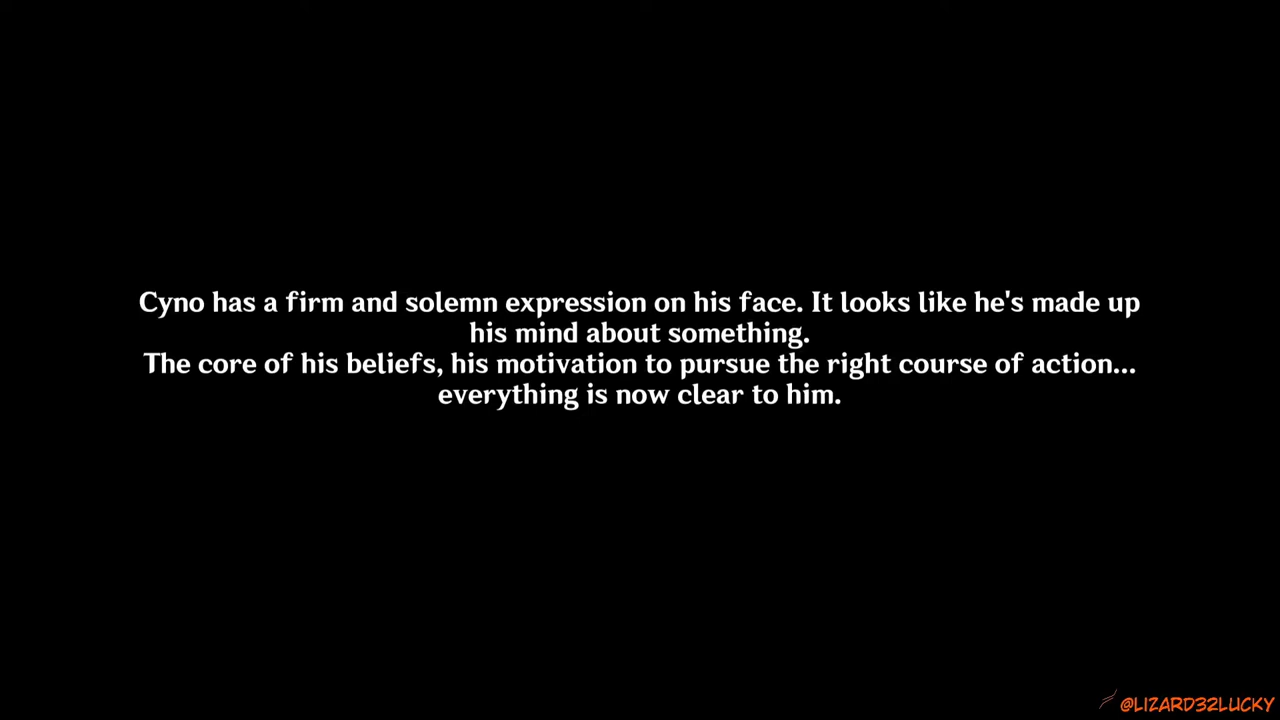 Cyno has a firm and solemn expression on his face. It looks like he's made up
his mind about something.
The core of his beliefs, his motivation to pursue the right course of action...
everything is now clear to him.
@LIZARD32LUCKY